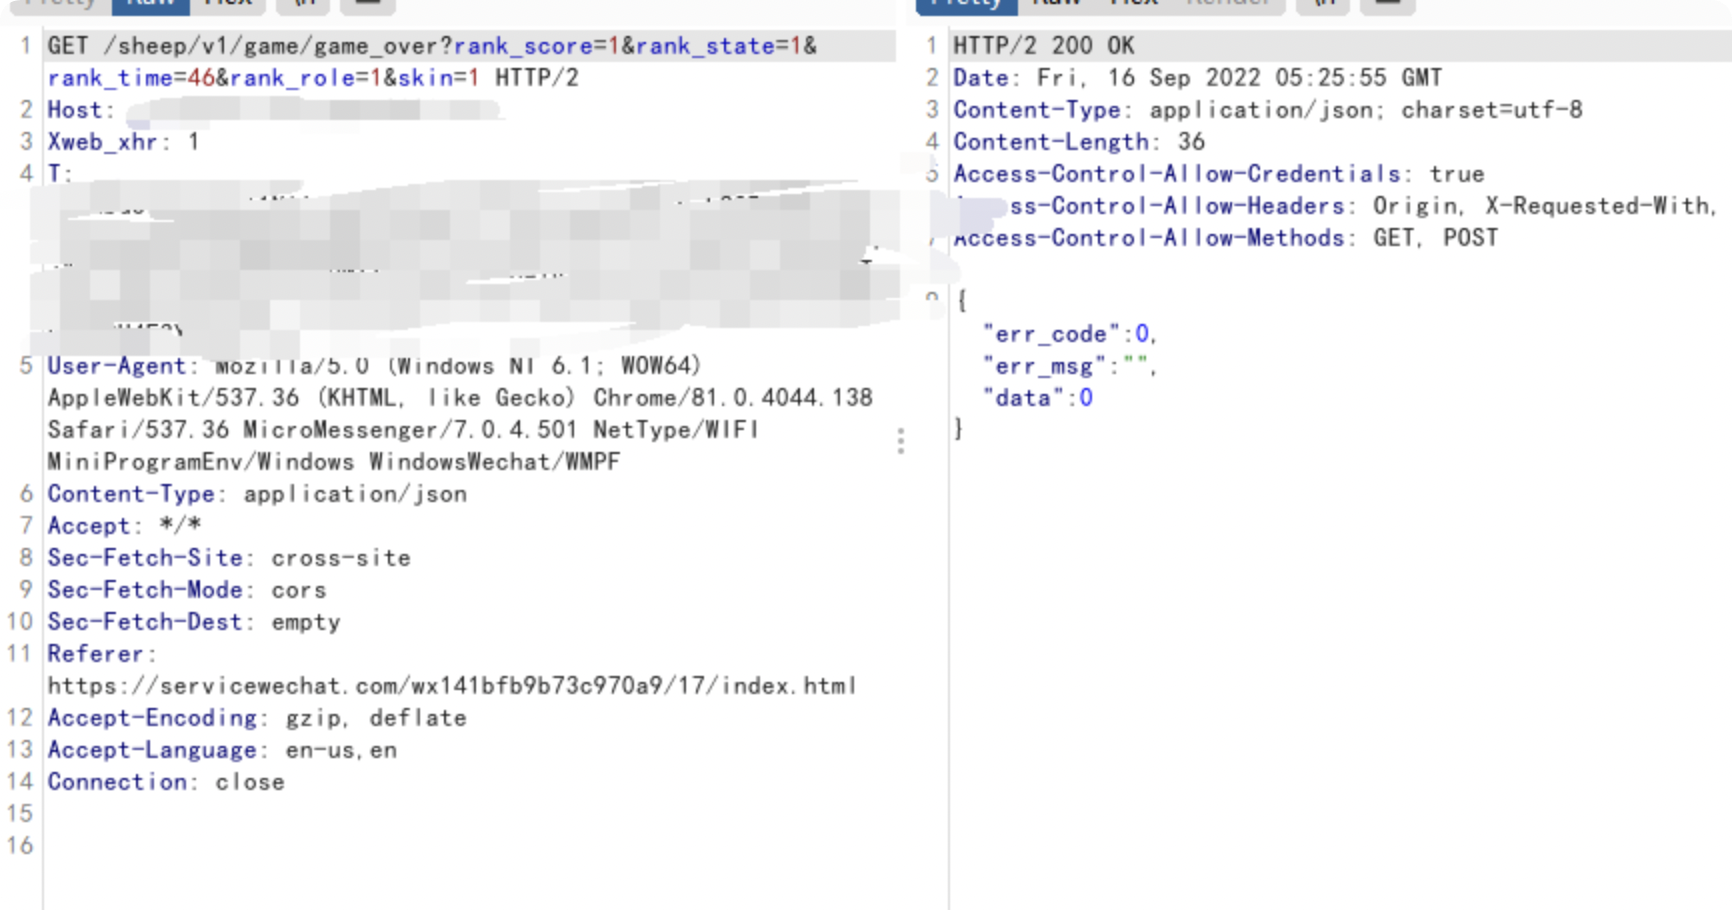 Pretty Raw Hex \n
1 GET /sheep/v1/game/game_over?rank_score=1&rank_state=1&
rank_time=46&rank_role=1&skin=1 HTTP/2
2 Host:
3 Xweb_xhr: 1
4 T:
5 User-Agent: Mozilla/5.0 (Windows NT 6.1; WOW64)
AppleWebKit/537.36 (KHTML, like Gecko) Chrome/81.0.4044.138
Safari/537.36 MicroMessenger/7.0.4.501 NetType/WIFI
MiniProgramEnv/Windows WindowsWechat/WMPF
6 Content-Type: application/json
7 Accept: */*
8 Sec-Fetch-Site: cross-site
9 Sec-Fetch-Mode: cors
10 Sec-Fetch-Dest: empty
11 Referer:
https://servicewechat.com/wx141bfb9b73c970a9/17/index.html
12 Accept-Encoding: gzip, deflate
13 Accept-Language: en-us,en
14 Connection: close
15
16
Pretty Raw Hex Render \n
1 HTTP/2 200 OK
2 Date: Fri, 16 Sep 2022 05:25:55 GMT
3 Content-Type: application/json; charset=utf-8
4 Content-Length: 36
5 Access-Control-Allow-Credentials: true
ss-Control-Allow-Headers: Origin, X-Requested-With,
7 Access-Control-Allow-Methods: GET, POST
{
"err_code":0,
"err_msg":"",
"data":0
}